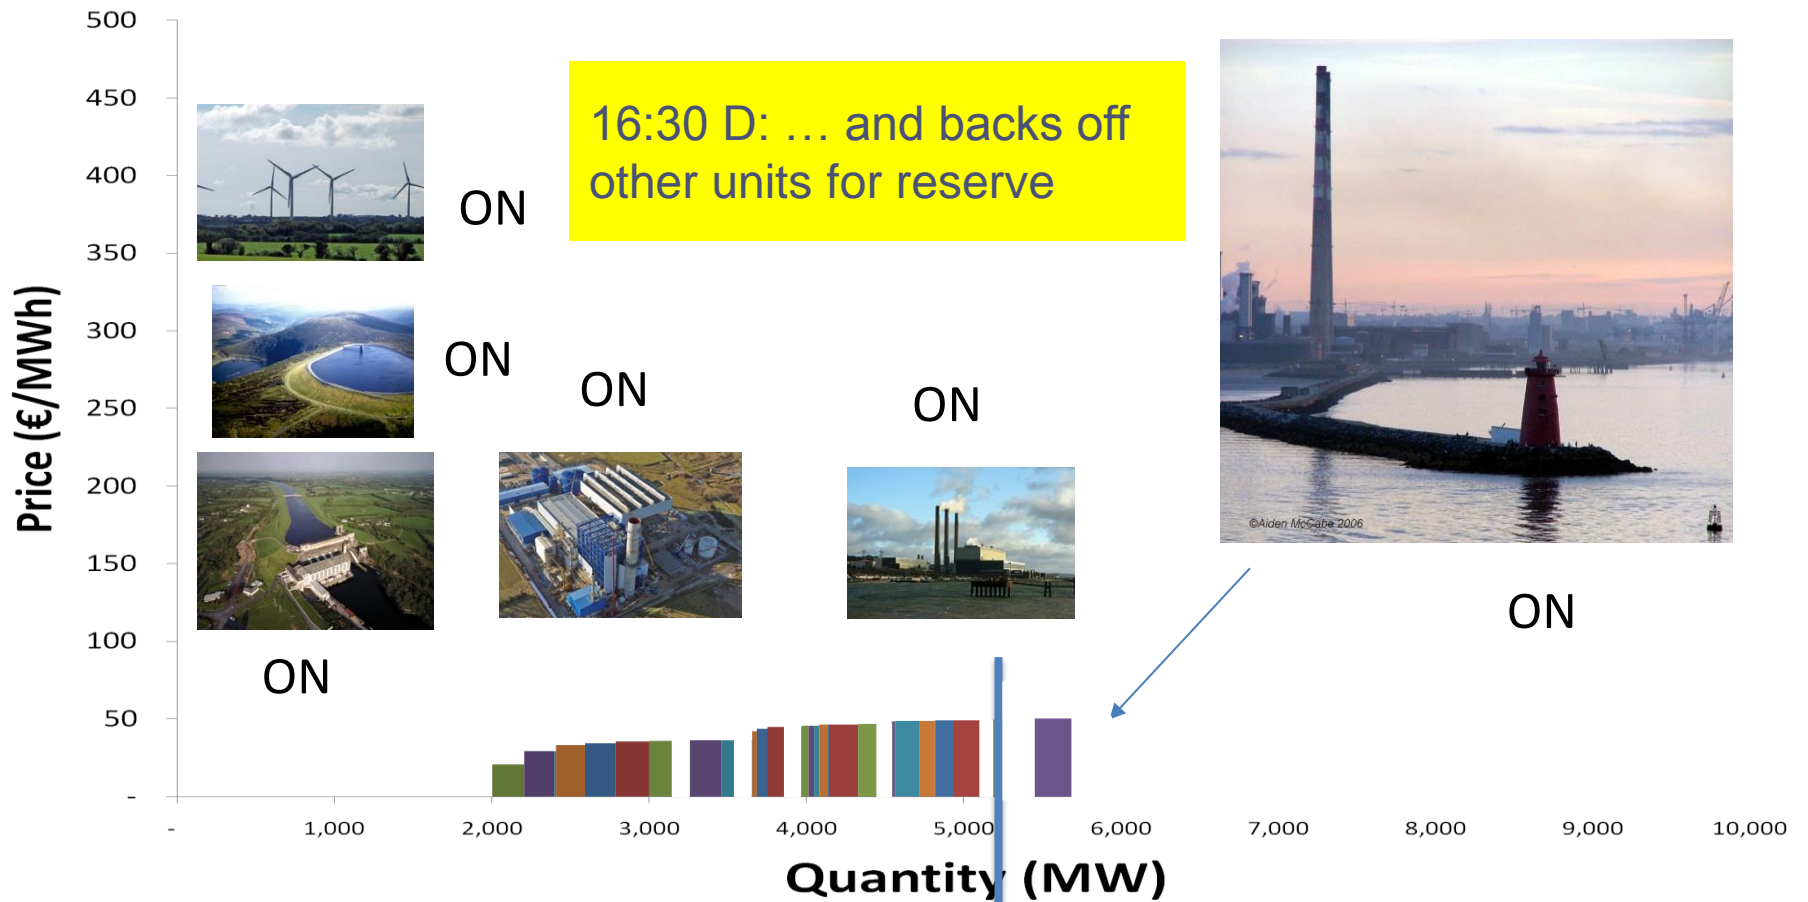 500
450
400
350
300
250
200
150
100
50
-
Price (€/MWh)
16:30 D: … and backs off
other units for reserve
ON
ON
ON
ON
ON
ON
©Aiden McCabe 2006
-
1,000
2,000
3,000
4,000
5,000
6,000
7,000
8,000
9,000
10,000
Quantity (MW)